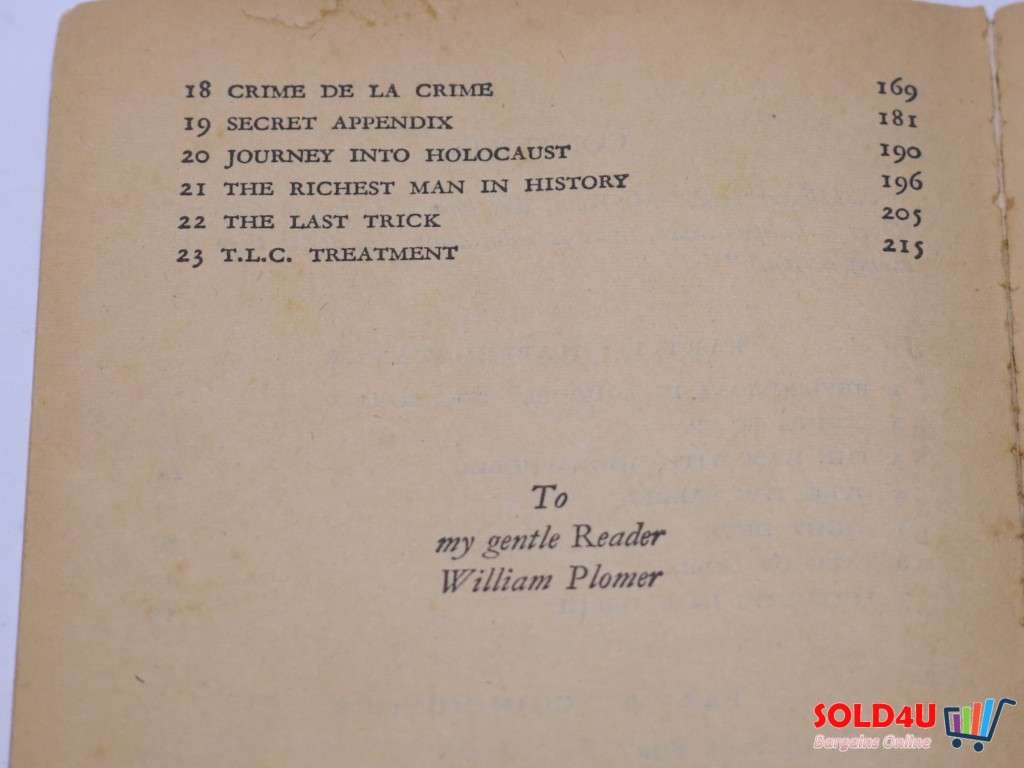 18 CRIME DE LA CRIME 169
19 SECRET APPENDIX 181
20 JOURNEY INTO HOLOCAUST 190
21 THE RICHEST MAN IN HISTORY 196
22 THE LAST TRICK 205
23 T.L.C. TREATMENT 215
To
my gentle Reader
William Plomer
SOLD4U
Bargains Online